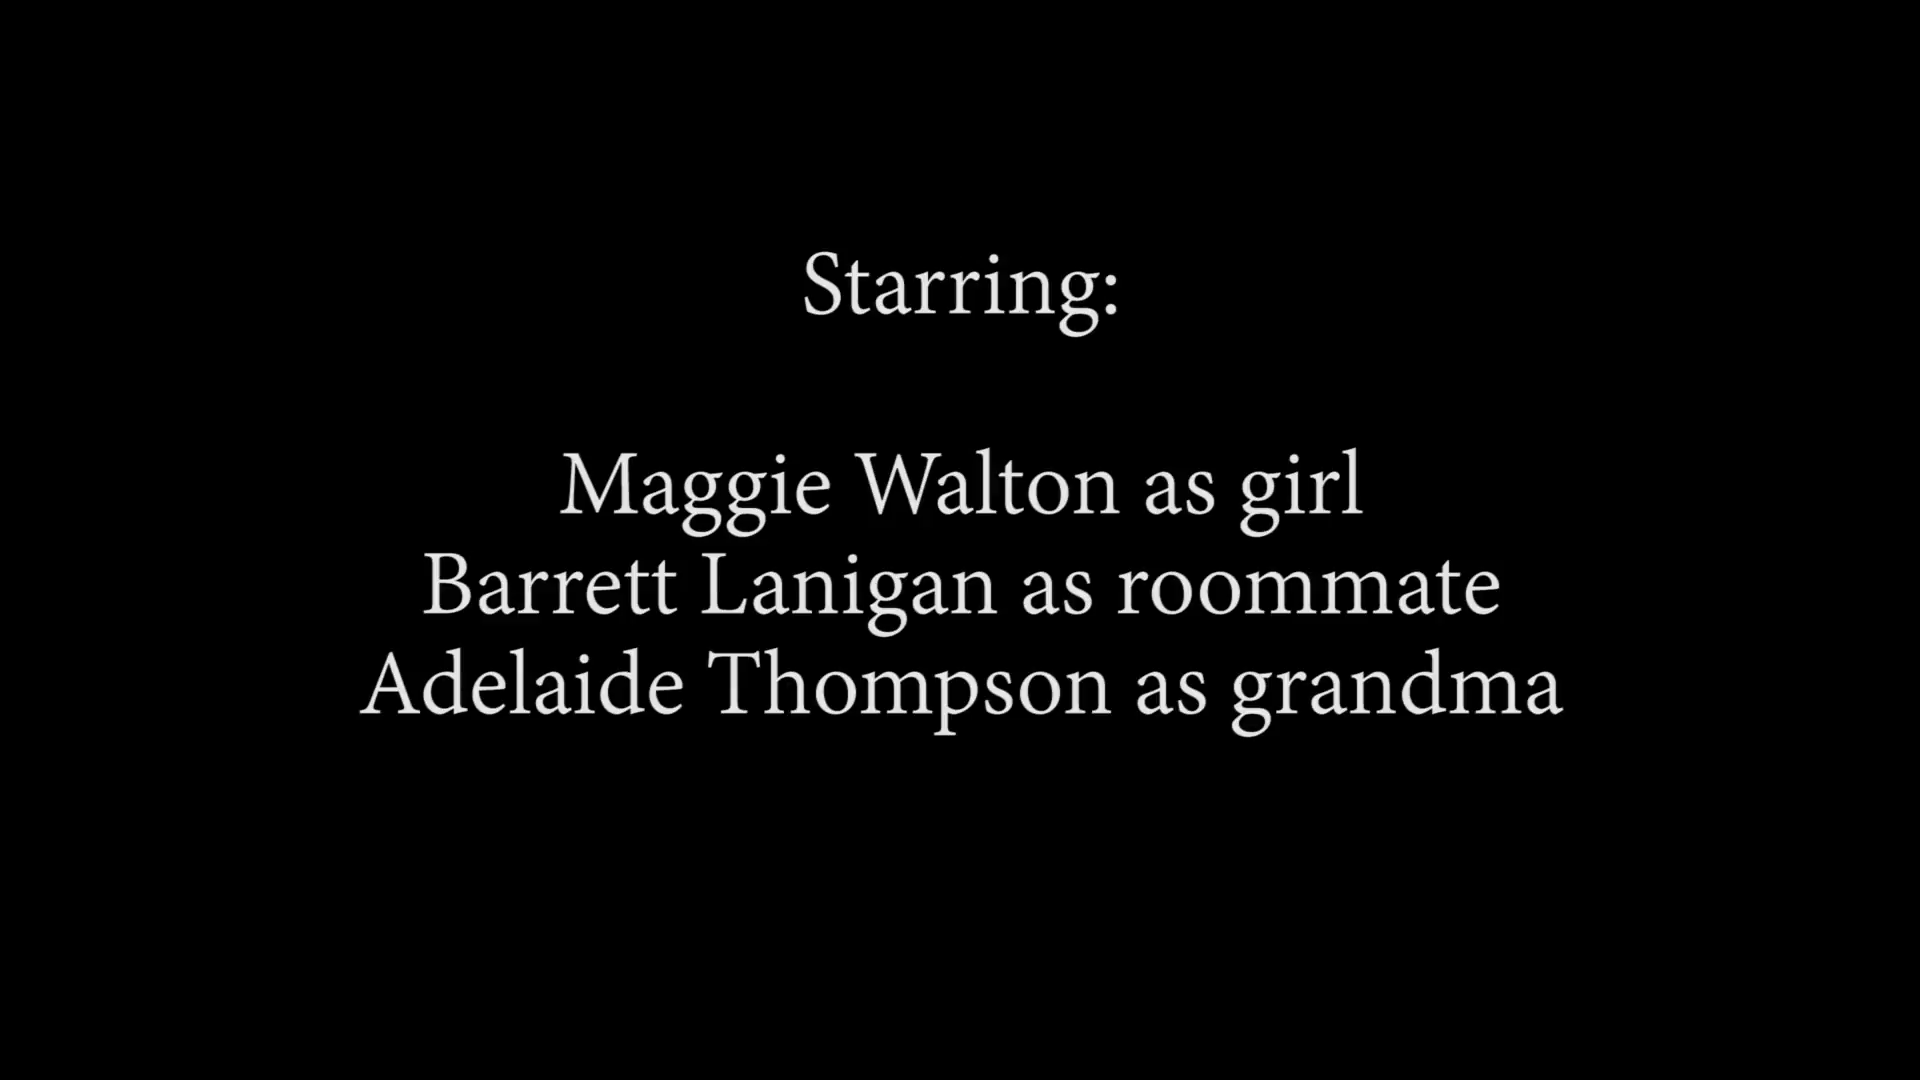 Starring:
Maggie Walton as girl
Barrett Lanigan as roommate
Adelaide Thompson as grandma